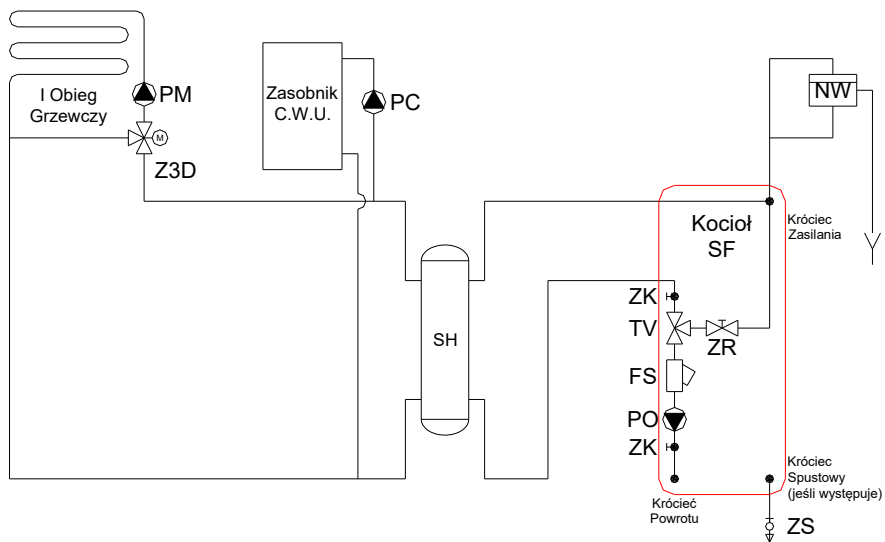 I Obieg
Grzewczy
PM
M
Z3D
Zasobnik
C.W.U.
PC
NW
Kocioł
SF
Króciec
Zasilania
SH
ZK
TV
ZR
FS
PO
ZK
Króciec
Spustowy
(jeśli występuje)
Krócieć
Powrotu
ZS